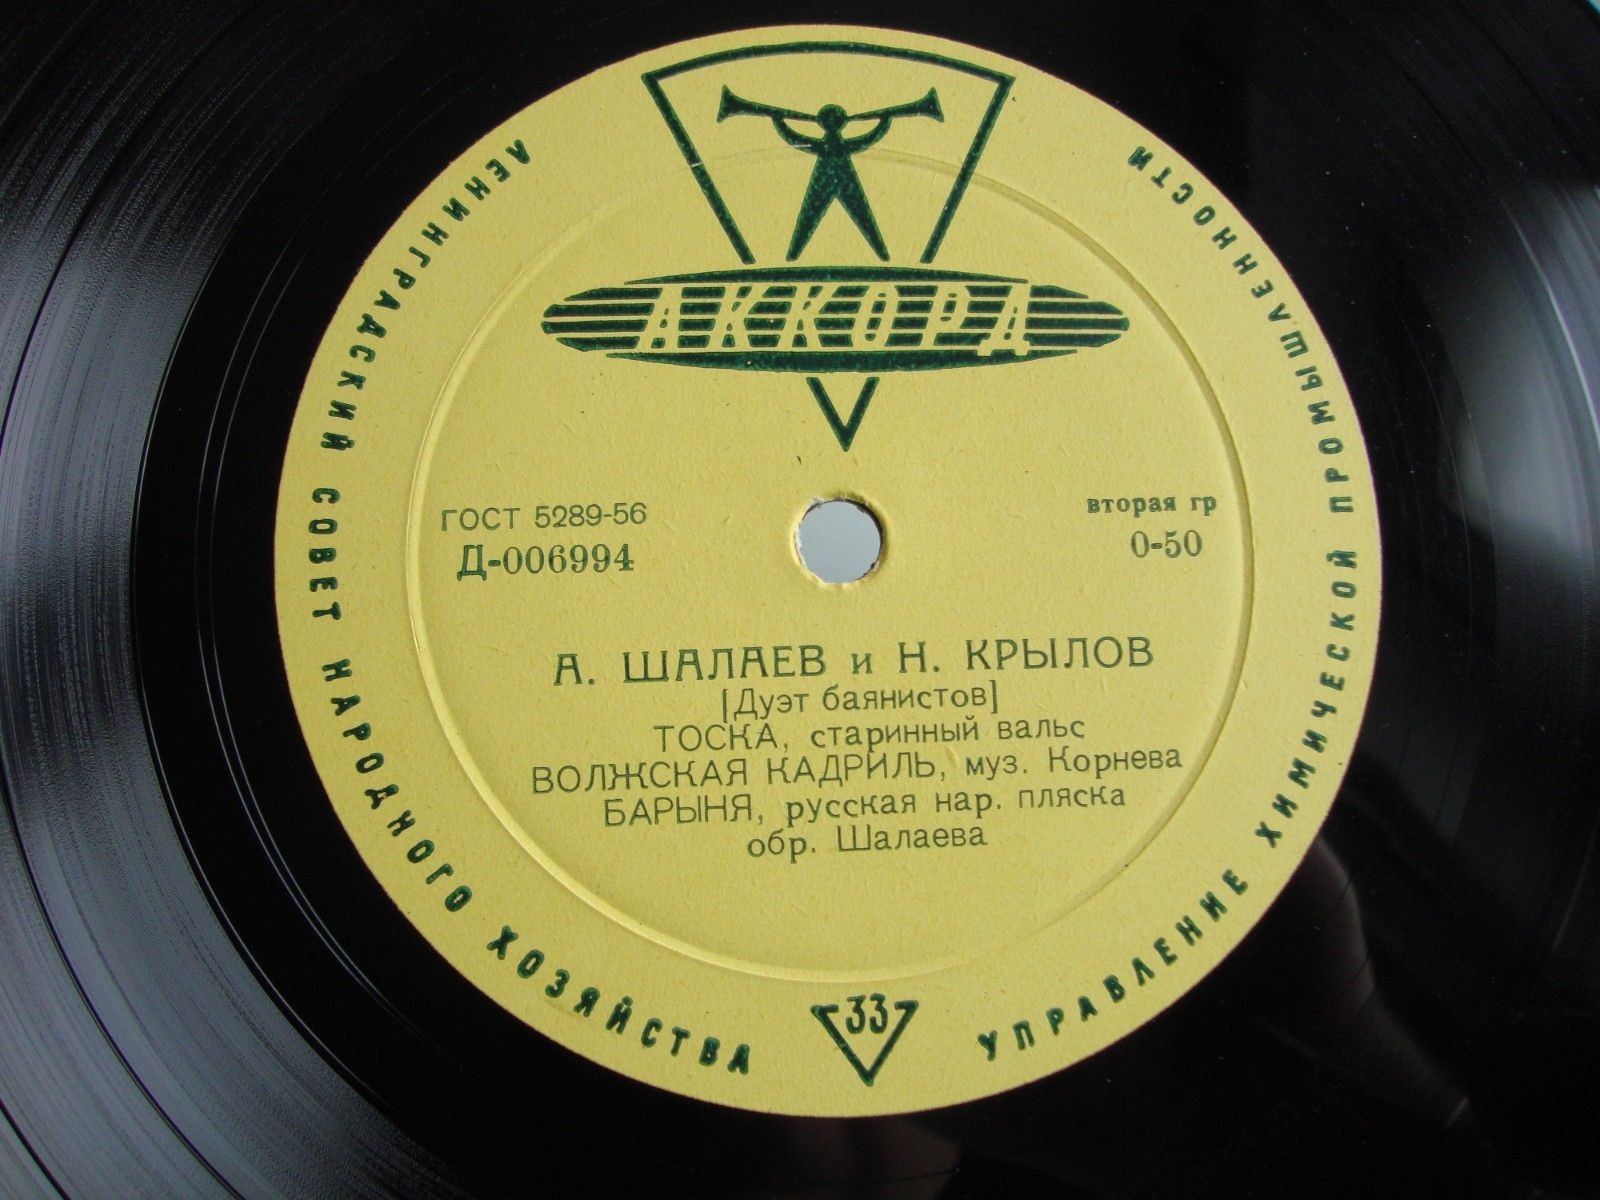 ЛЕНИНГРАДСКИЙ СОВЕТ НАРОДНОГО ХОЗЯЙСТВА
УПРАВЛЕНИЕ ХИМИЧЕСКОЙ ПРОМЫШЛЕННОСТИ
АККОРД
ГОСТ 5289-56
Д-006994
вторая гр
0-50
А. ШАЛАЕВ и Н. КРЫЛОВ
[Дуэт баянистов]
ТОСКА, старинный вальс
ВОЛЖСКАЯ КАДРИЛЬ, муз. Корнева
БАРЫНЯ, русская нар. пляска
обр. Шалаева
33